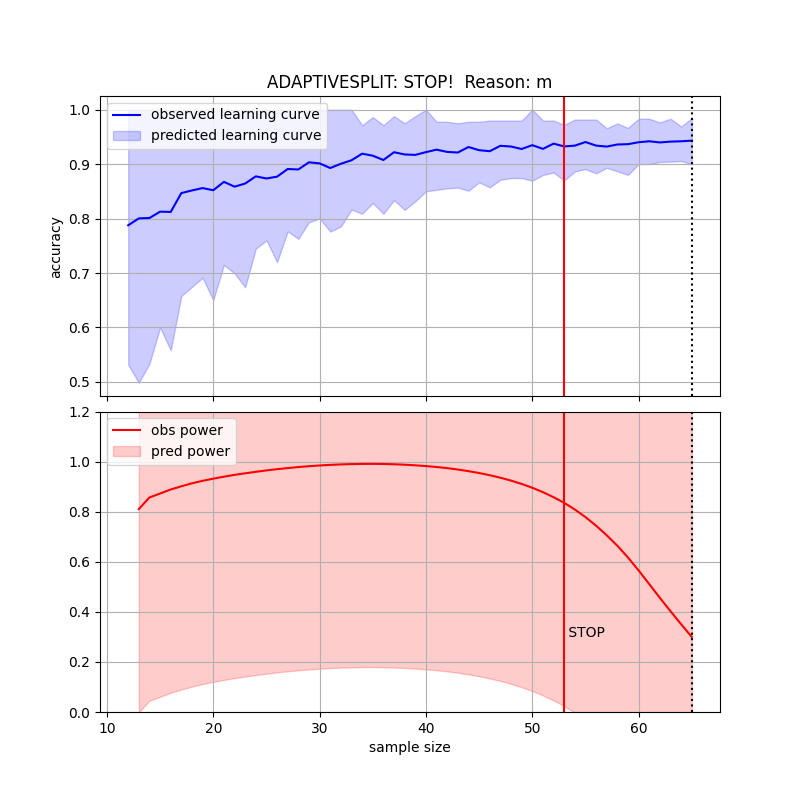 ADAPTIVESPLIT: STOP!  Reason: m
observed learning curve
predicted learning curve
1.0
0.9
0.8
0.7
0.6
0.5
accuracy
obs power
pred power
1.2
1.0
0.8
0.6
0.4
0.2
0.0
STOP
10 20 30 40 50 60
sample size